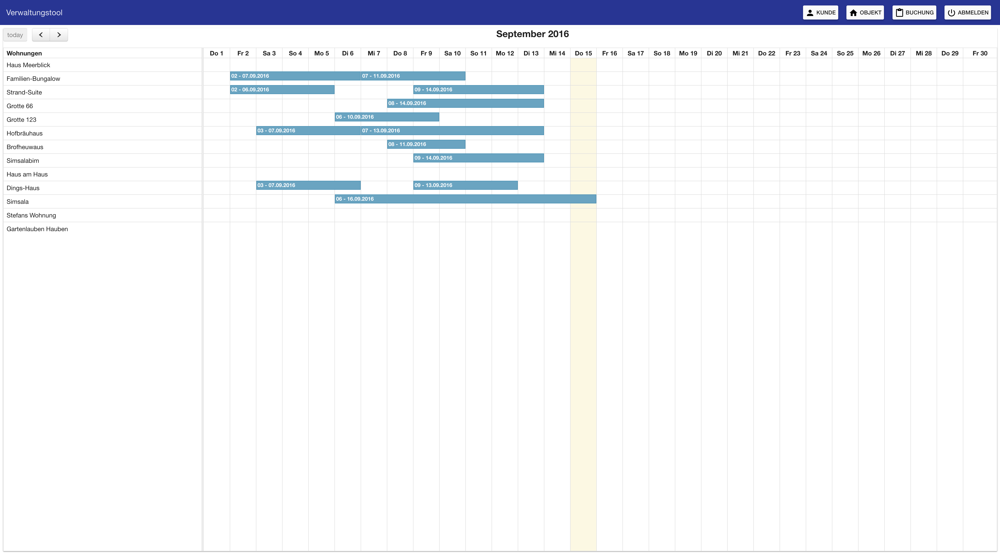 Verwaltungstool
KUNDE OBJEKT BUCHUNG ABMELDEN
today
September 2016
Wohnungen Do 1 Fr 2 Sa 3 So 4 Mo 5 Di 6 Mi 7 Do 8 Fr 9 Sa 10 So 11 Mo 12 Di 13 Mi 14 Do 15 Fr 16 Sa 17 So 18 Mo 19 Di 20 Mi 21 Do 22 Fr 23 Sa 24 So 25 Mo 26 Di 27 Mi 28 Do 29 Fr 30
Haus Meerblick
Familien-Bungalow 02 - 07.09.2016 07 - 11.09.2016
Strand-Suite 02 - 06.09.2016 09 - 14.09.2016
Grotte 66 08 - 14.09.2016
Grotte 123 06 - 10.09.2016
Hofbräuhaus 03 - 07.09.2016 07 - 13.09.2016
Brofheuwaus 08 - 11.09.2016
Simsalabim 09 - 14.09.2016
Haus am Haus
Dings-Haus 03 - 07.09.2016 09 - 13.09.2016
Simsala 06 - 16.09.2016
Stefans Wohnung
Gartenlauben Hauben